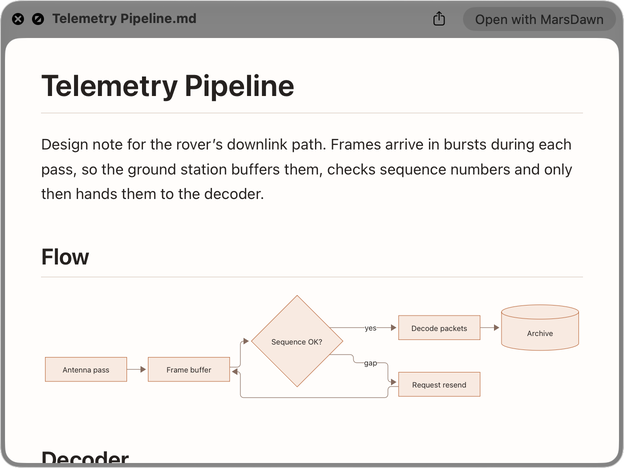 Telemetry Pipeline.md
Open with MarsDawn
Telemetry Pipeline
Design note for the rover’s downlink path. Frames arrive in bursts during each
pass, so the ground station buffers them, checks sequence numbers and only
then hands them to the decoder.
Flow
Antenna pass
Frame buffer
Sequence OK?
yes
Decode packets
Archive
gap
Request resend
Decoder